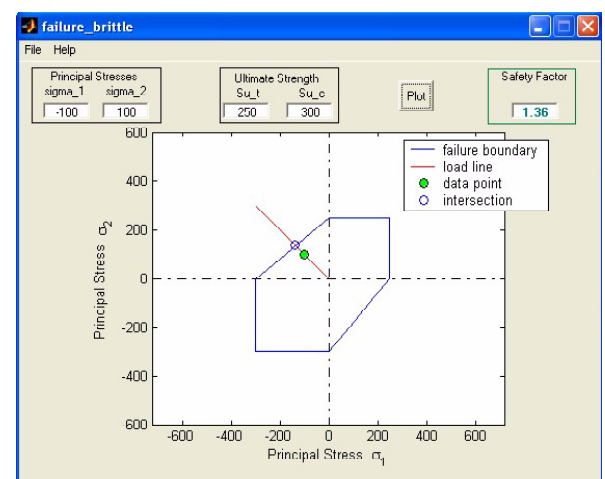 failure_brittle
File Help
Principal Stresses
sigma_1 sigma_2
-100 100
Ultimate Strength
Su_t Su_c
250 300
Plot
Safety Factor
1.36
failure boundary
load line
data point
intersection
600
400
200
0
-200
-400
600
-600 -400 -200 0 200 400 600
Principal Stress σ2
Principal Stress σ1